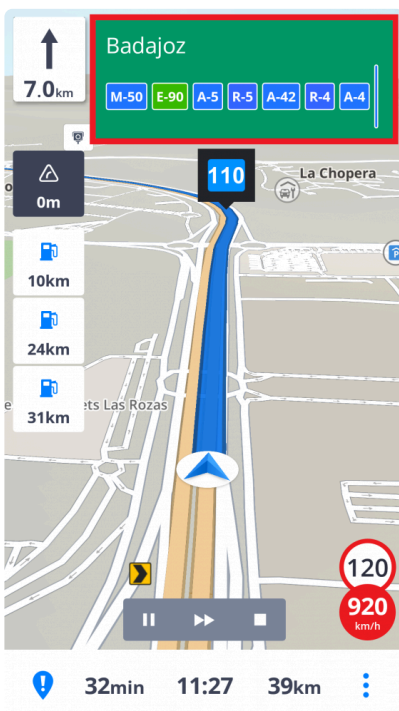 7.0km
Badajoz
M-50 E-90 A-5 R-5 A-42 R-4 A-4
110
La Chopera
0m
P
10km
24km
31km
ets Las Rozas
120
920
km/h
32min 11:27 39km